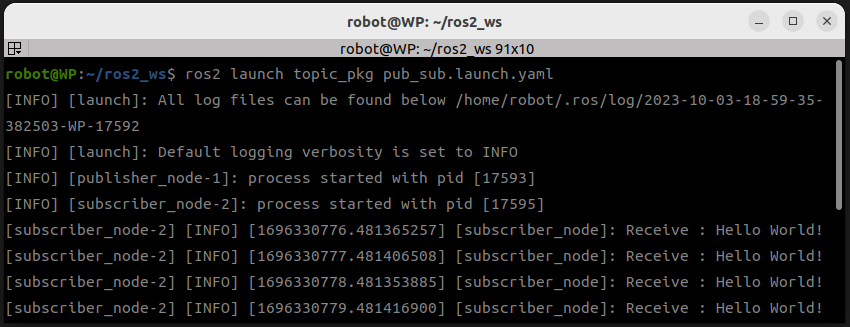 robot@WP: ~/ros2_ws
robot@WP: ~/ros2_ws 91x10
robot@WP:~/ros2_ws$ ros2 launch topic_pkg pub_sub.launch.yaml
[INFO] [launch]: All log files can be found below /home/robot/.ros/log/2023-10-03-18-59-35-
382503-WP-17592
[INFO] [launch]: Default logging verbosity is set to INFO
[INFO] [publisher_node-1]: process started with pid [17593]
[INFO] [subscriber_node-2]: process started with pid [17595]
[subscriber_node-2] [INFO] [1696330776.481365257] [subscriber_node]: Receive : Hello World!
[subscriber_node-2] [INFO] [1696330777.481406508] [subscriber_node]: Receive : Hello World!
[subscriber_node-2] [INFO] [1696330778.481353885] [subscriber_node]: Receive : Hello World!
[subscriber_node-2] [INFO] [1696330779.481416900] [subscriber_node]: Receive : Hello World!